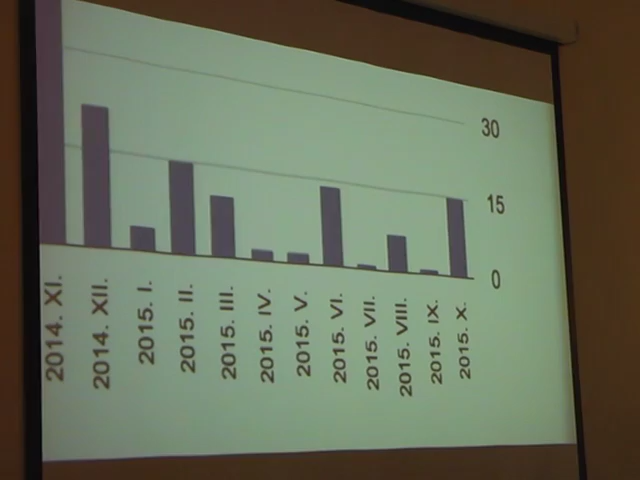 30
15
0
2014. XI.
2014. XII.
2015. I.
2015. II.
2015. III.
2015. IV.
2015. V.
2015. VI.
2015. VII.
2015. VIII.
2015. IX.
2015. X.